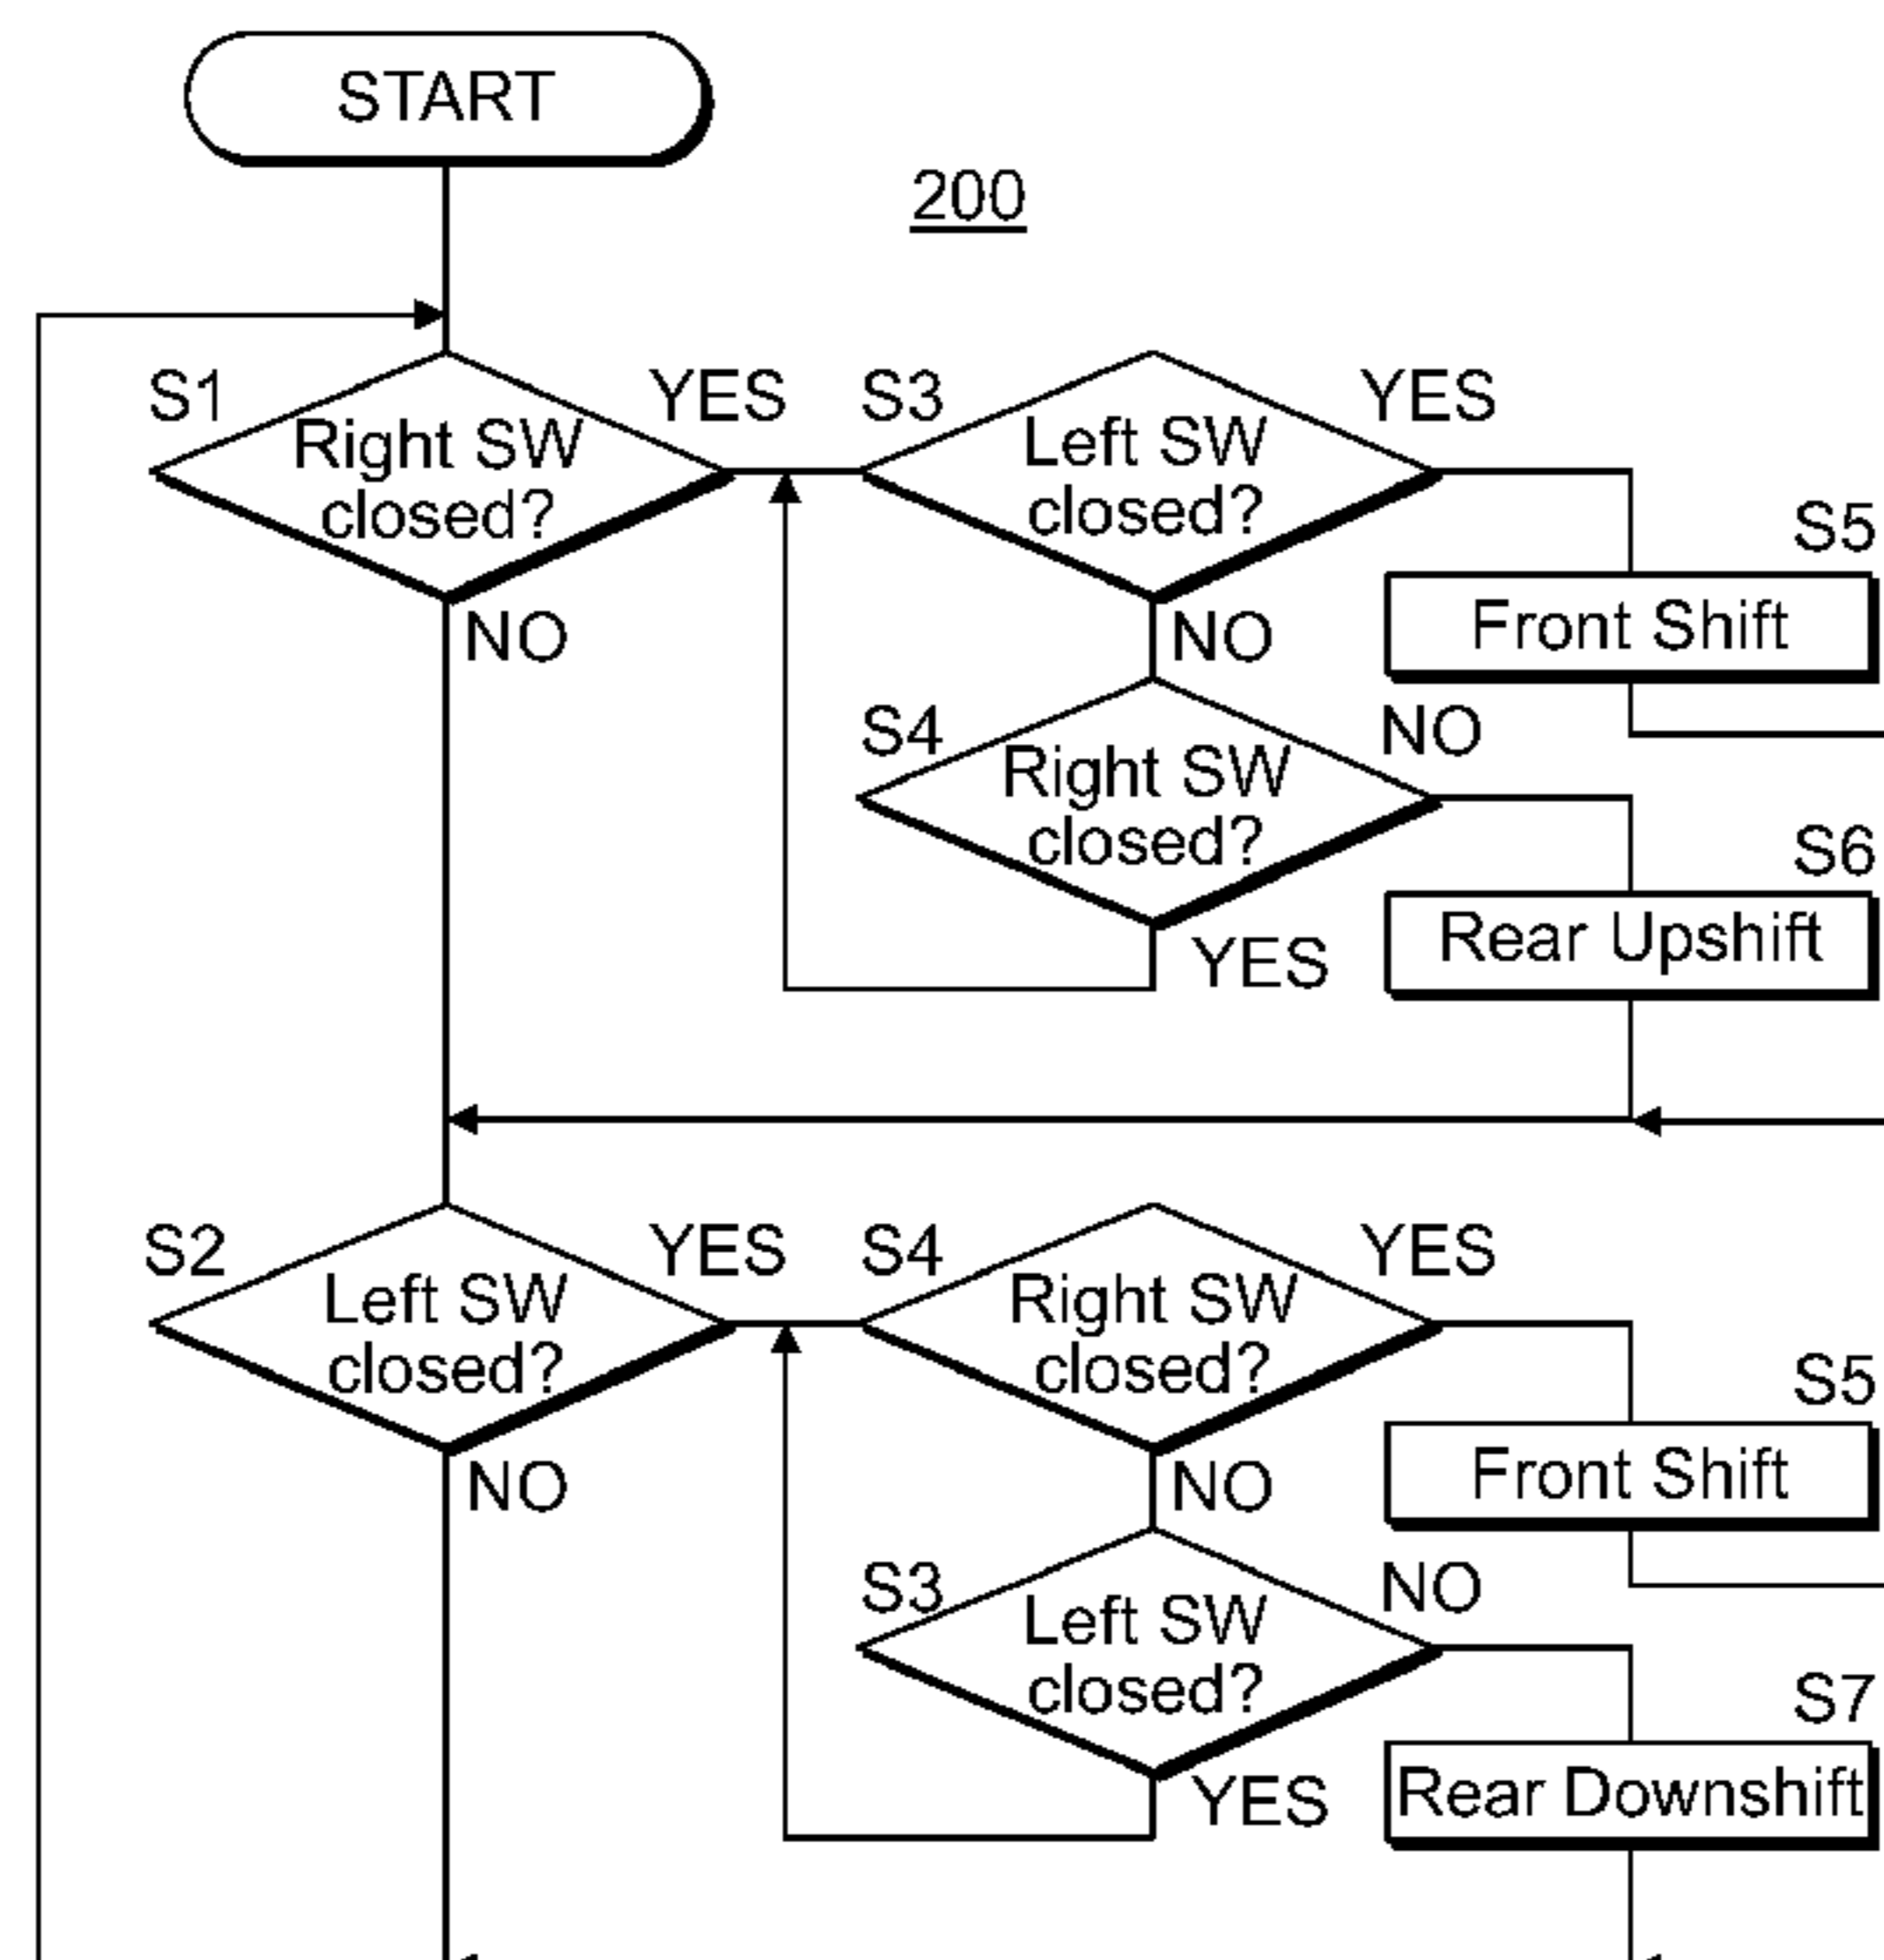 START
200
S1
YES
S3
YES
Right SW
closed?
Left SW
closed?
S5
Front Shift
NO
NO
S4
NO
Right SW
closed?
S6
Rear Upshift
YES
S2
YES
S4
YES
Left SW
closed?
Right SW
closed?
S5
Front Shift
NO
NO
S3
NO
Left SW
closed?
S7
Rear Downshift
YES